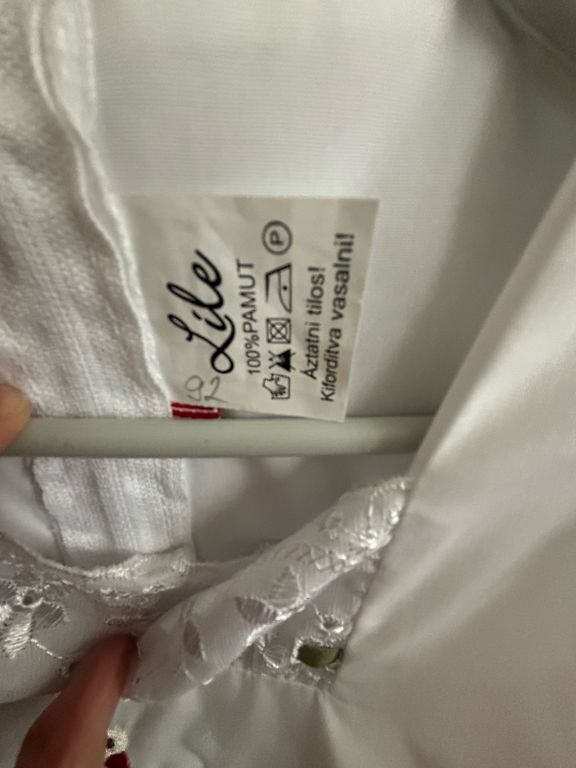 Lile
92
100%PAMUT
P
Áztatni tilos!
Kifordítva vasalni!